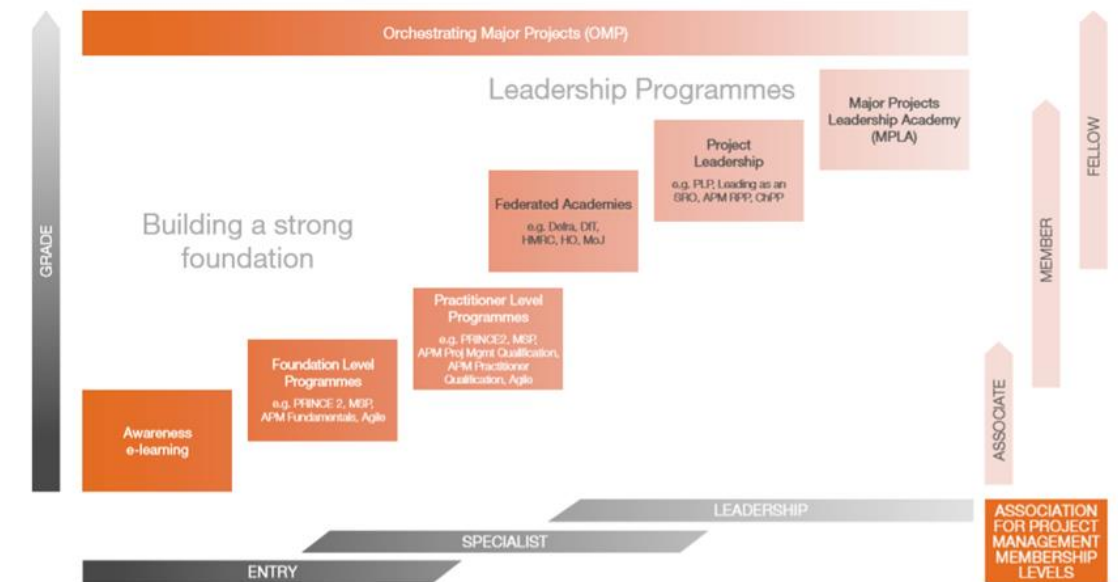 Orchestrating Major Projects (OMP)
Leadership Programmes
Major Projects
Leadership Academy
(MPLA)
Project
Leadership
e.g. PLP, Leading as an
SRO, APM RPP, ChPP
Federated Academies
e.g. Defra, DfT,
HMRC, HO, MoJ
Building a strong
foundation
Practitioner Level
Programmes
e.g. PRINCE2, MSP,
APM Proj Mgmt Qualification,
APM Practitioner
Qualification, Agile
Foundation Level
Programmes
e.g. PRINCE 2, MSP,
APM Fundamentals, Agile
Awareness
e-learning
GRADE
ENTRY
SPECIALIST
LEADERSHIP
ASSOCIATE
MEMBER
FELLOW
ASSOCIATION
FOR PROJECT
MANAGEMENT
MEMBERSHIP
LEVELS